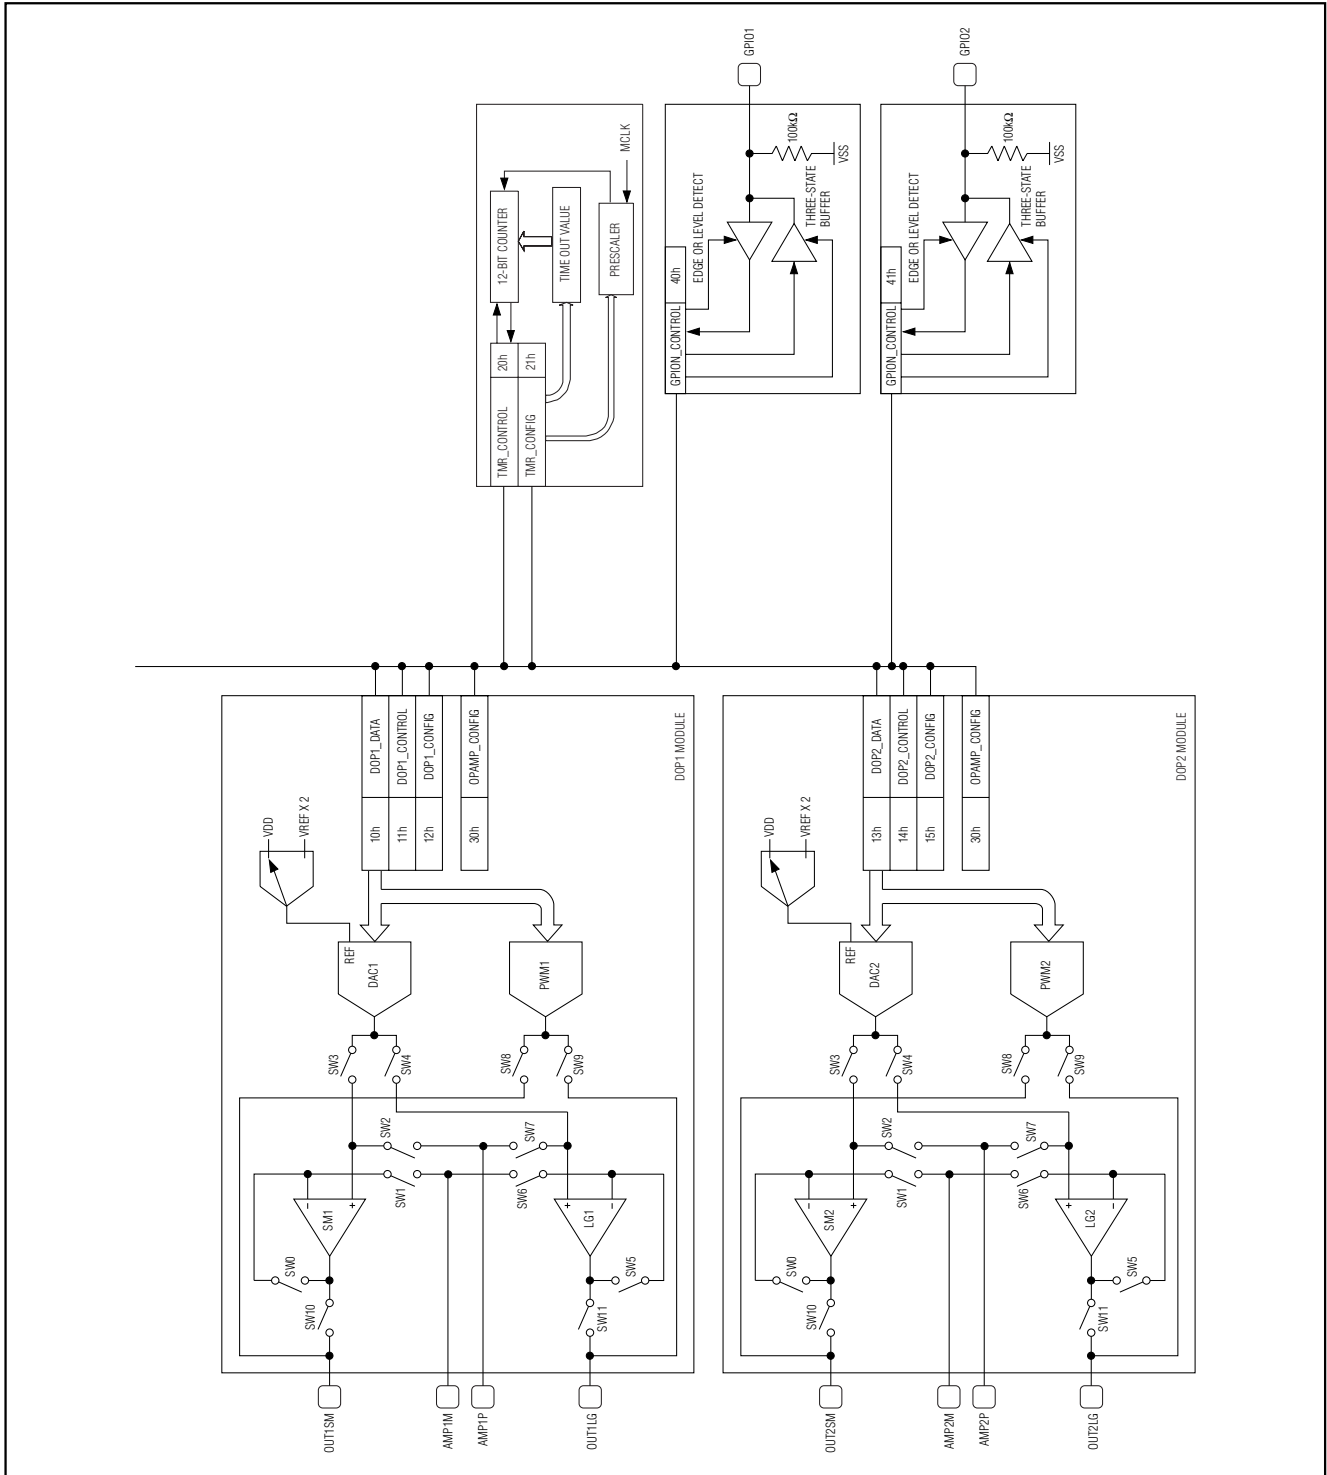 GPIO1
100kΩ
VSS
EDGE OR LEVEL DETECT
THREE-STATE
BUFFER
GPION_CONTROL
40h
GPIO2
100kΩ
VSS
EDGE OR LEVEL DETECT
THREE-STATE
BUFFER
GPION_CONTROL
41h
12-BIT COUNTER
TIME OUT VALUE
PRESCALER
MCLK
TMR_CONTROL
20h
TMR_CONFIG
21h
DOP1 MODULE
10h
DOP1_DATA
11h
DOP1_CONTROL
12h
DOP1_CONFIG
30h
OPAMP_CONFIG
VDD
VREF X 2
REF
DAC1
PWM1
SW3
SW4
SW8
SW9
SW2
SW7
SW1
SW6
SM1
–
+
LG1
+
–
SW0
SW5
SW10
SW11
OUT1SM
AMP1M
AMP1P
OUT1LG
DOP2 MODULE
13h
DOP2_DATA
14h
DOP2_CONTROL
15h
DOP2_CONFIG
30h
OPAMP_CONFIG
VDD
VREF X 2
REF
DAC2
PWM2
SW3
SW4
SW8
SW9
SW2
SW7
SW1
SW6
SM2
–
+
LG2
+
–
SW0
SW5
SW10
SW11
OUT2SM
AMP2M
AMP2P
OUT2LG